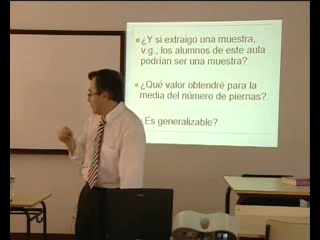 ¿Y si extraigo una muestra,
v.g., los alumnos de este aula
podrían ser una muestra?
¿Qué valor obtendré para la
media del número de piernas?
¿Es generalizable?